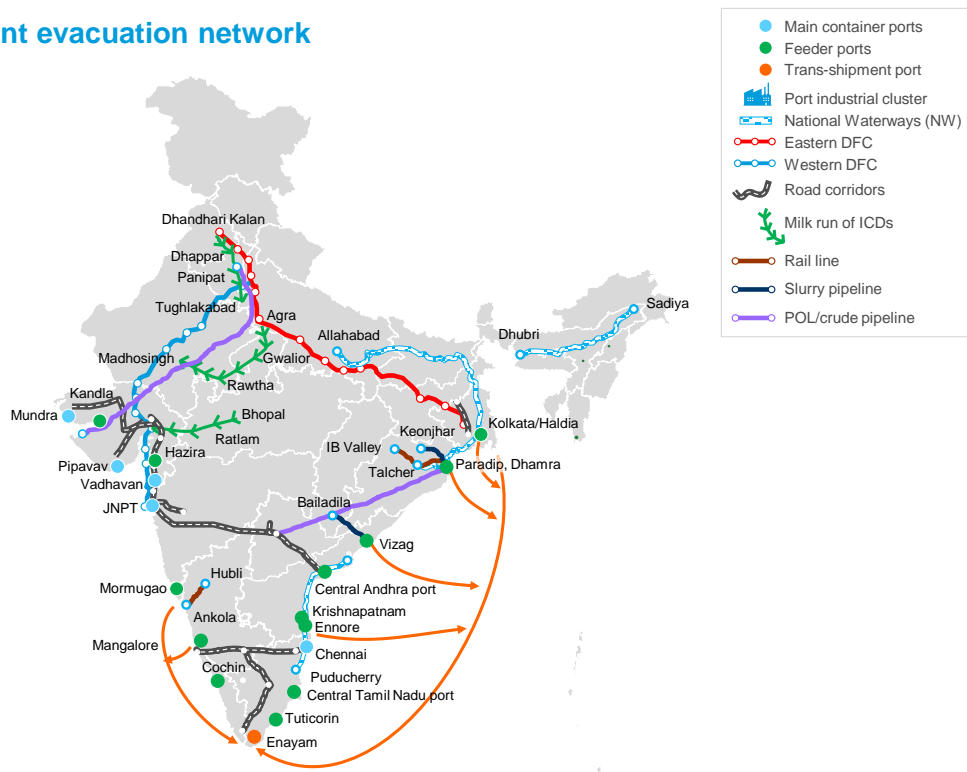 nt evacuation network
Main container ports
Feeder ports
Trans-shipment port
Port industrial cluster
National Waterways (NW)
Eastern DFC
Western DFC
Road corridors
Milk run of ICDs
Rail line
Slurry pipeline
POL/crude pipeline
Dhandhari Kalan
Dhappar
Panipat
Tughlakabad
Agra
Allahabad
Dhubri
Sadiya
Madhosingh
Gwalior
Rawtha
Kandla
Mundra
Bhopal
Ratlam
Keonjhar
Kolkata/Haldia
IB Valley
Hazira
Pipavav
Talcher
Paradip, Dhamra
Vadhavan
JNPT
Bailadila
Vizag
Hubli
Mormugao
Central Andhra port
Ankola
Krishnapatnam
Ennore
Mangalore
Chennai
Cochin
Puducherry
Central Tamil Nadu port
Tuticorin
Enayam